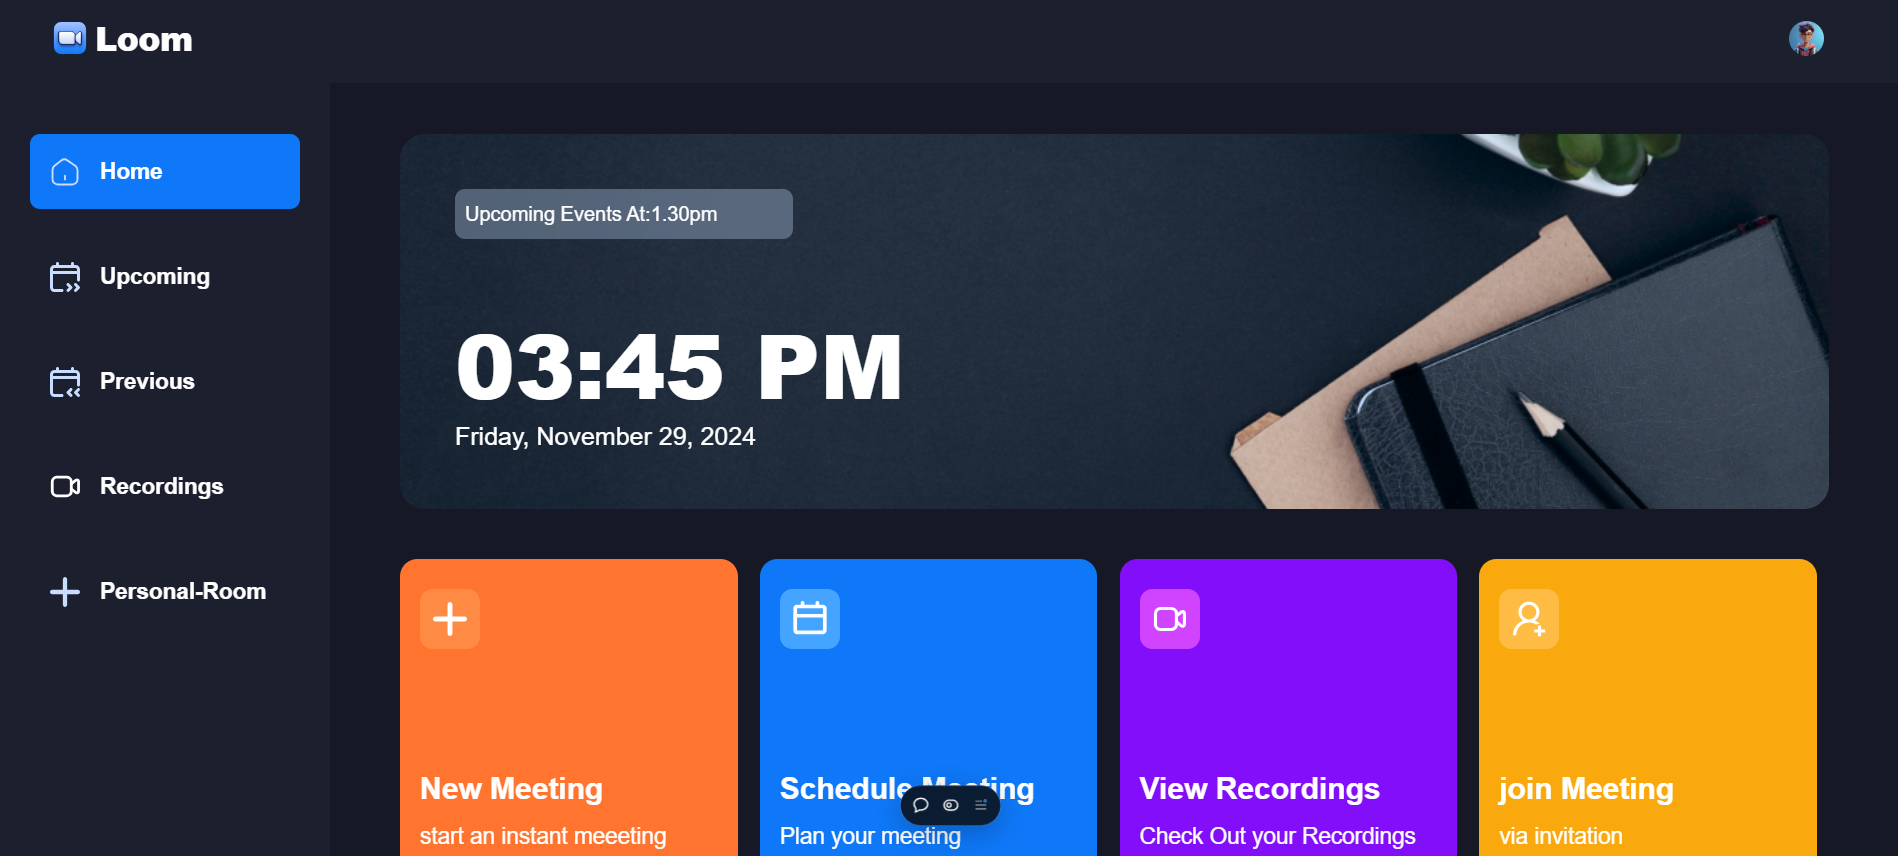 Loom
Home
Upcoming
Previous
Recordings
Personal-Room
Upcoming Events At:1.30pm
03:45 PM
Friday, November 29, 2024
New Meeting
start an instant meeeting
Schedule Meeting
Plan your meeting
View Recordings
Check Out your Recordings
join Meeting
via invitation